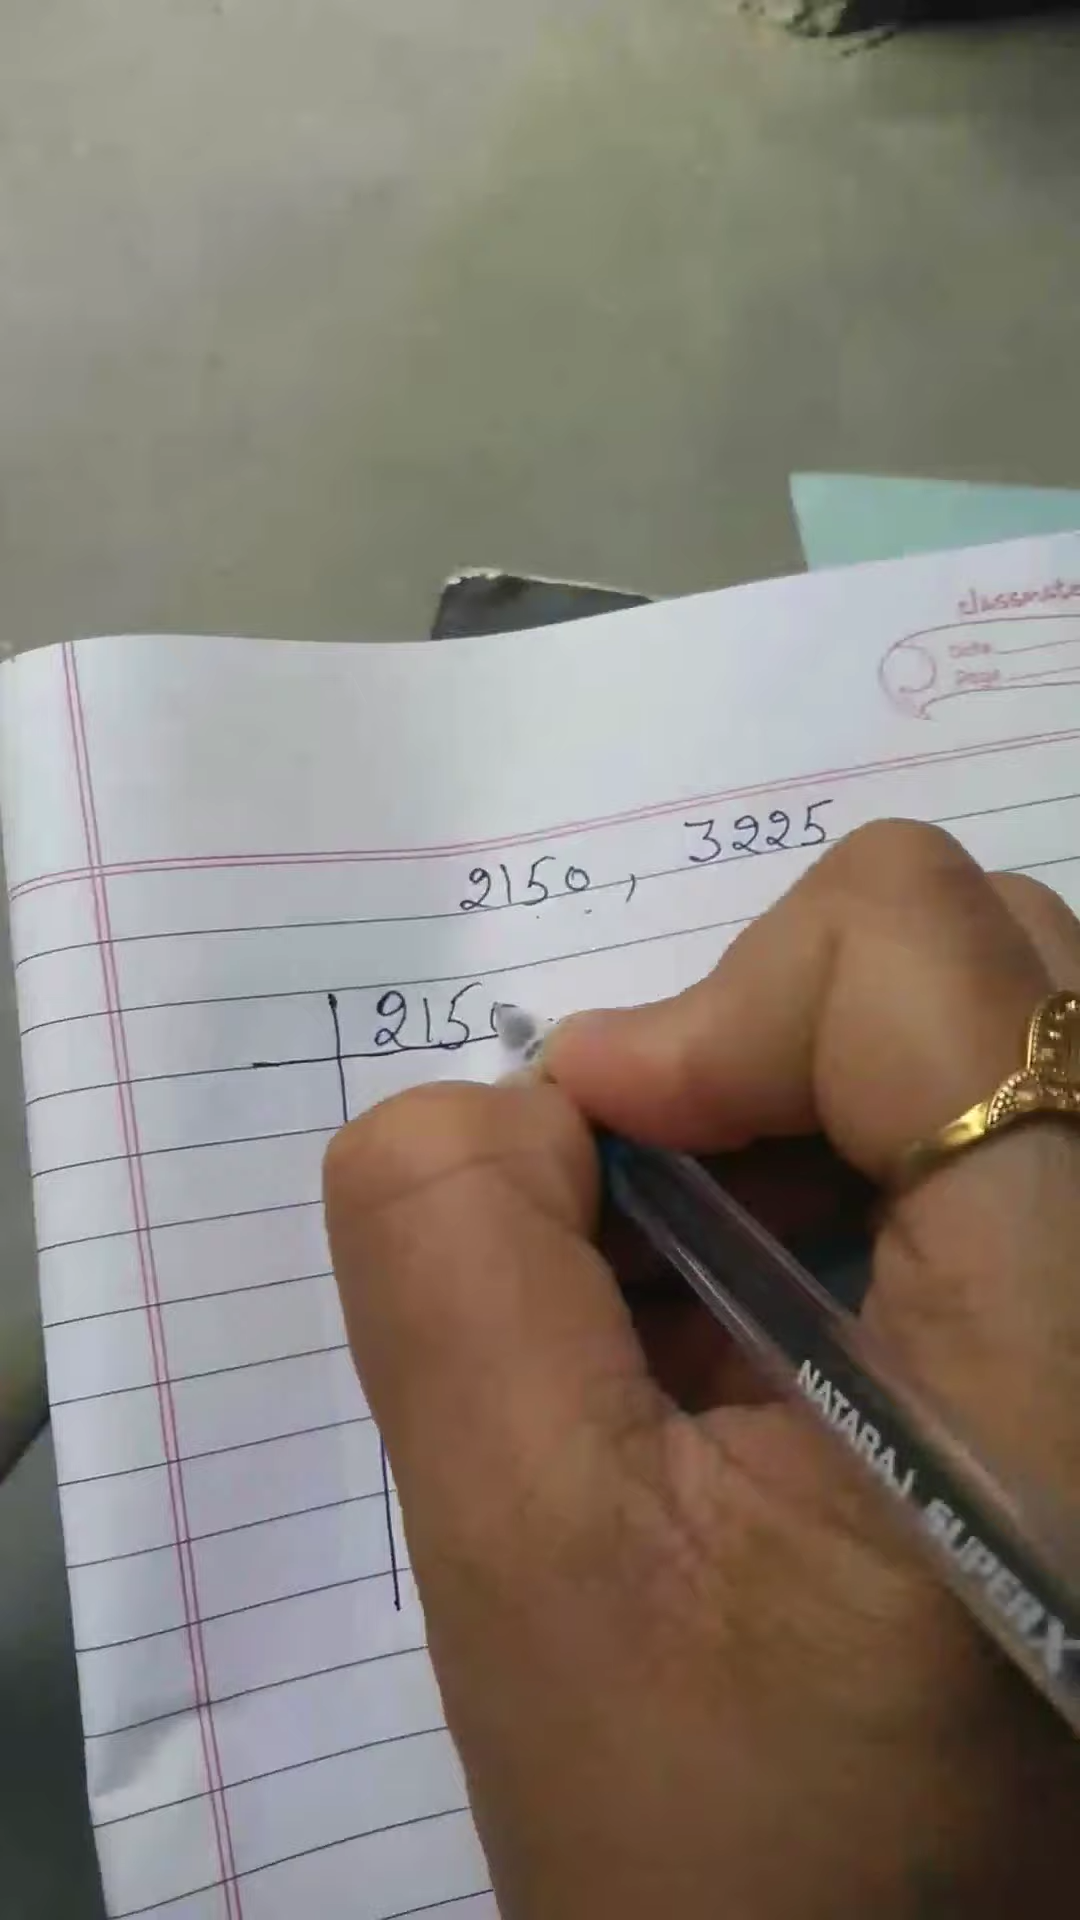 classmate
Date
Page
2150, 3225
2150
NATARAJ SUPER X